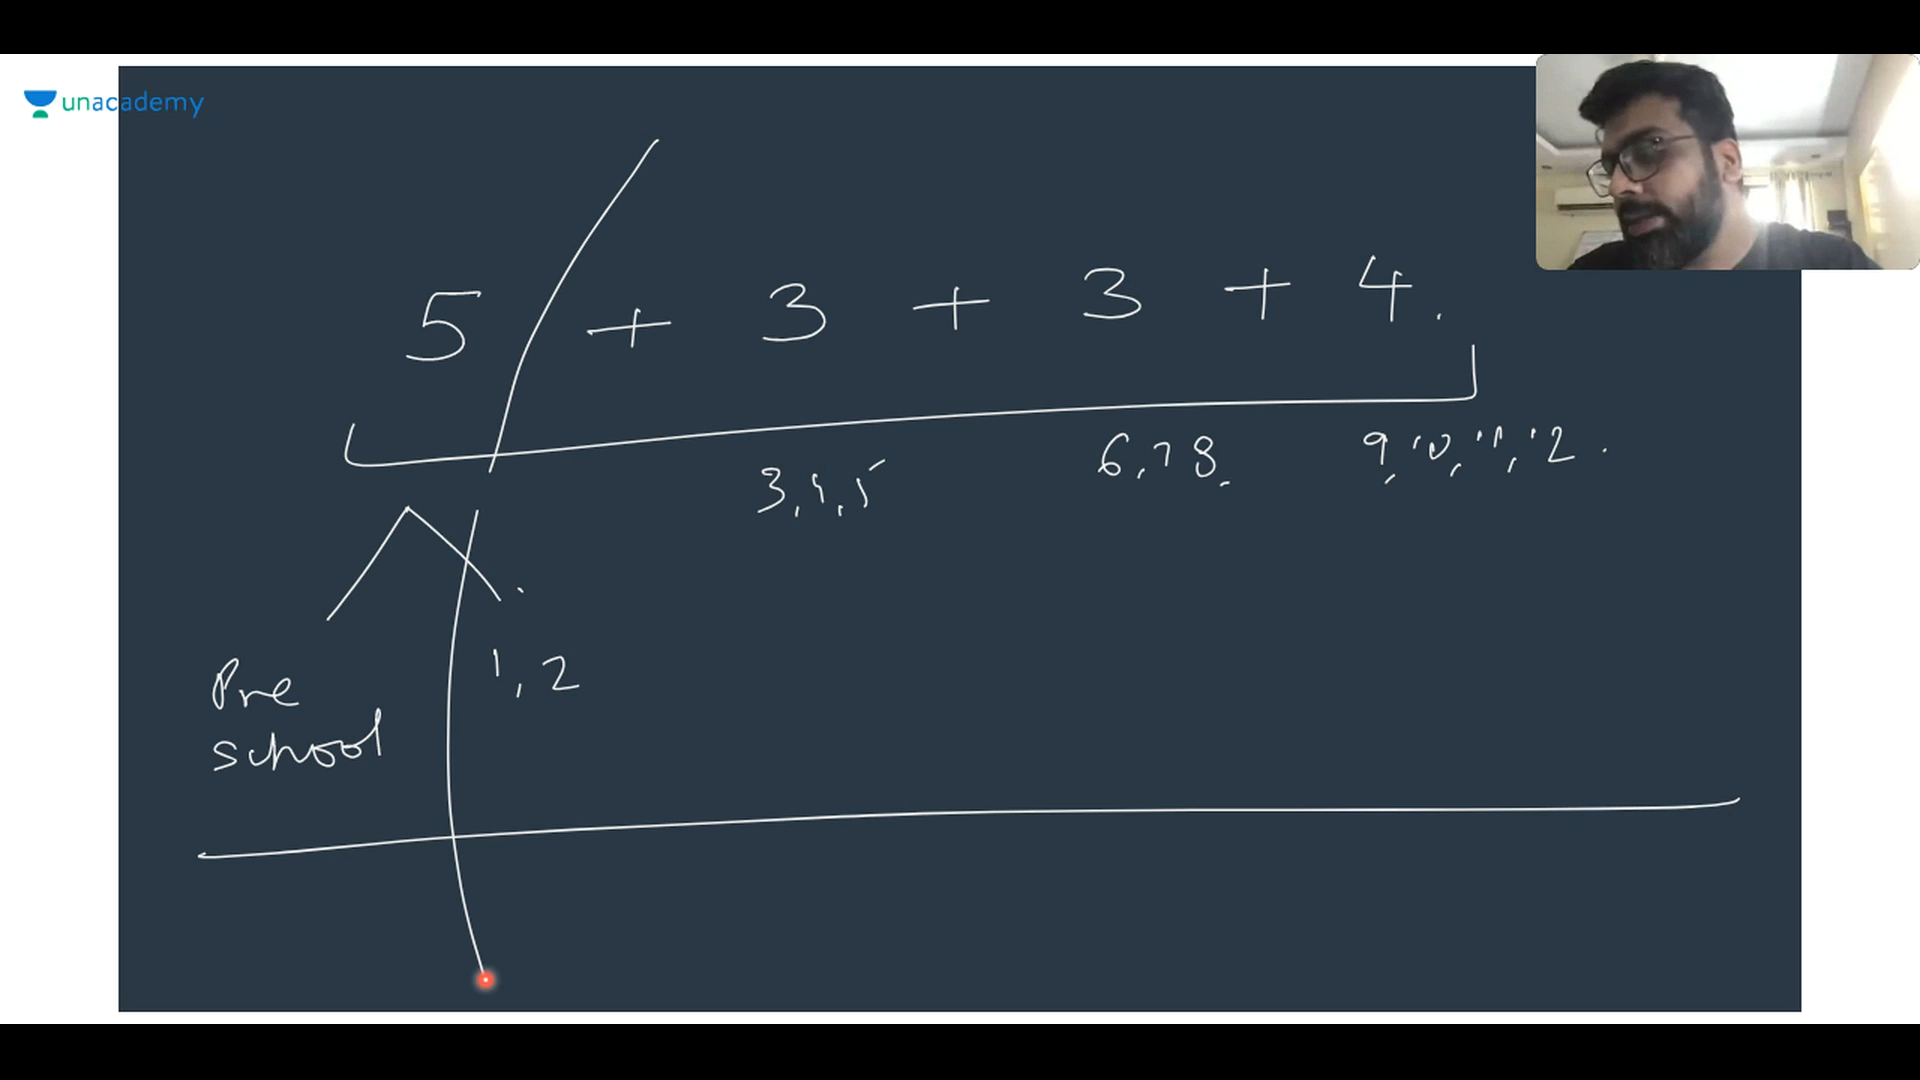 unacademy
5 + 3 + 3 + 4.
3, 4, 5 6, 7 8, 9, 10, 11, 12.
1, 2
Pre
school